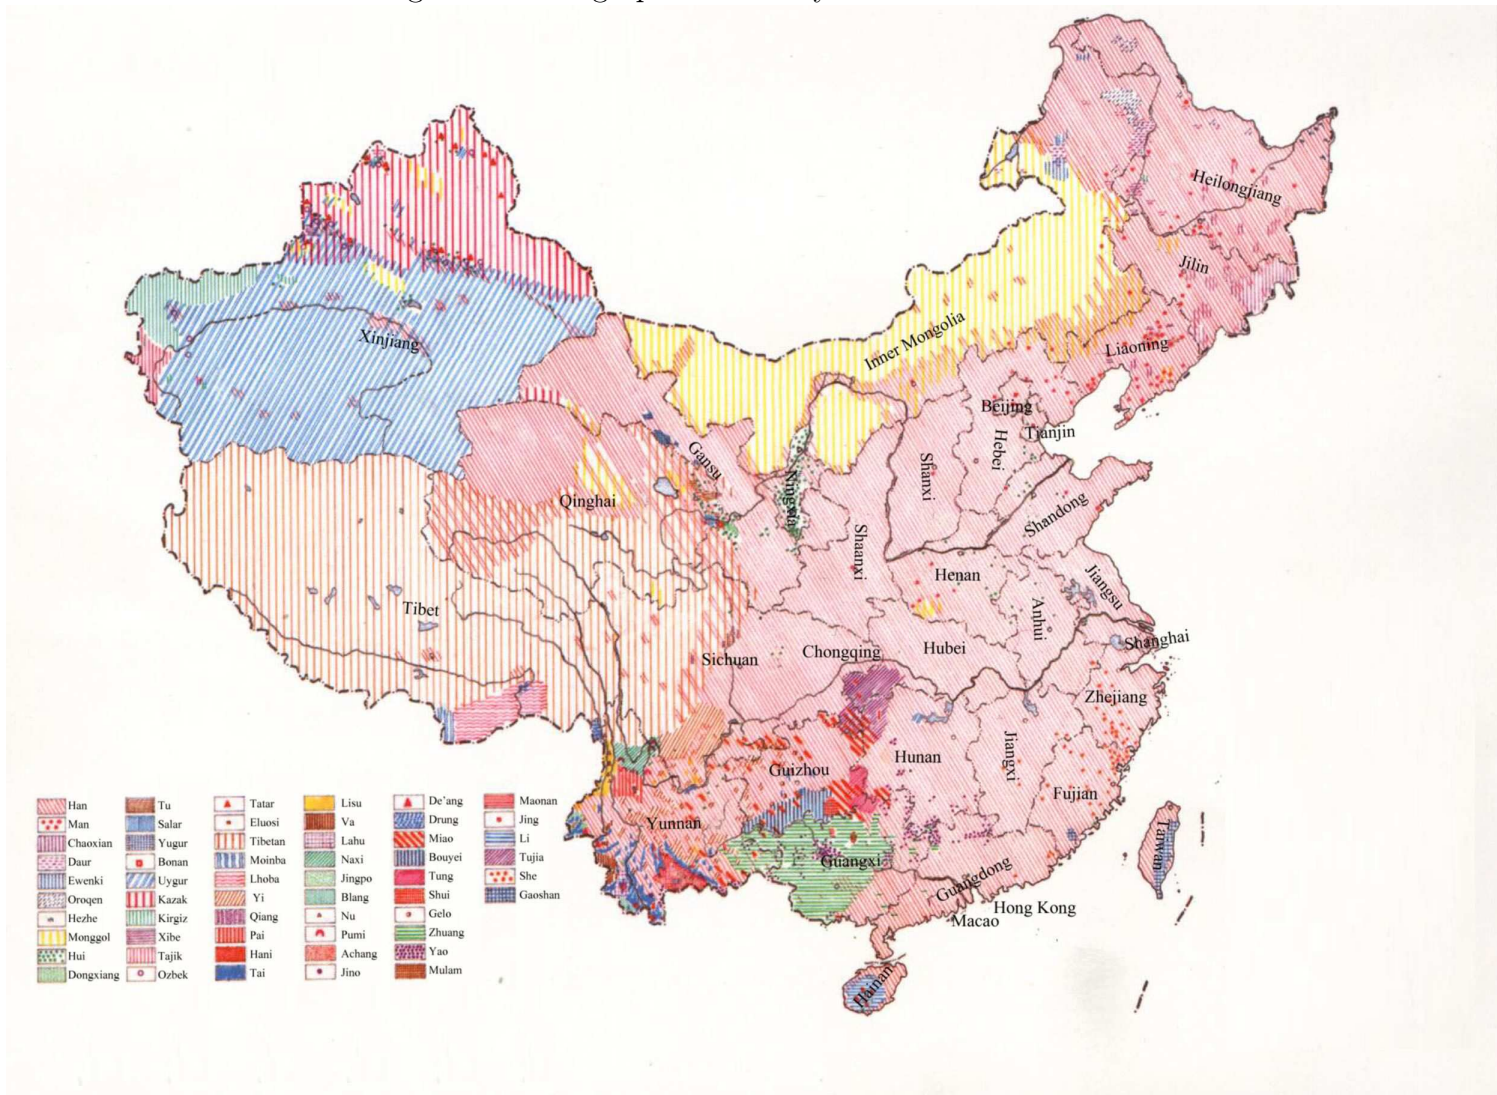 Heilongjiang
Jilin
Liaoning
Inner Mongolia
Xinjiang
Beijing
Tianjin
Hebei
Gansu
Ningxia
Shanxi
Qinghai
Shandong
Shaanxi
Henan
Jiangsu
Tibet
Anhui
Shanghai
Sichuan
Chongqing
Hubei
Zhejiang
Hunan
Jiangxi
Guizhou
Fujian
Yunnan
Guangxi
Taiwan
Guangdong
Hong Kong
Macao
Hainan
Han
Man
Chaoxian
Daur
Ewenki
Oroqen
Hezhe
Monggol
Hui
Dongxiang
Tu
Salar
Yugur
Bonan
Uygur
Kazak
Kirgiz
Xibe
Tajik
Ozbek
Tatar
Eluosi
Tibetan
Moinba
Lhoba
Yi
Qiang
Pai
Hani
Tai
Lisu
Va
Lahu
Naxi
Jingpo
Blang
Nu
Pumi
Achang
Jino
De'ang
Drung
Miao
Bouyei
Tung
Shui
Gelo
Zhuang
Yao
Mulam
Maonan
Jing
Li
Tujia
She
Gaoshan